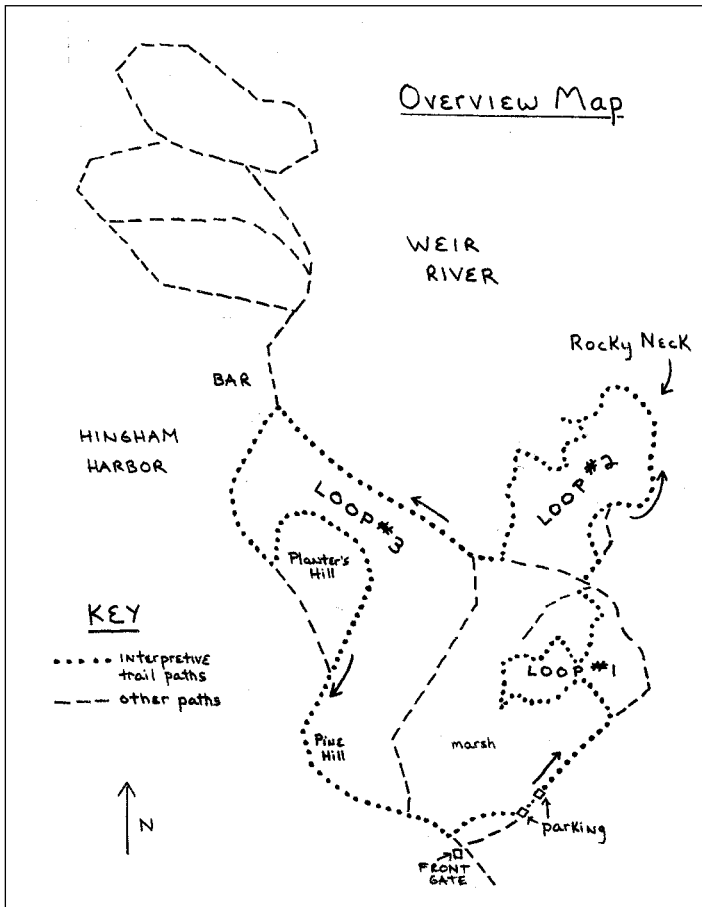 Overview Map
WEIR
RIVER
Rocky Neck
BAR
HINGHAM
HARBOR
LOOP #2
LOOP #3
Planter's
Hill
KEY
interpretive
trail paths
other paths
LOOP #1
Pine
Hill
marsh
parking
N
FRONT
GATE